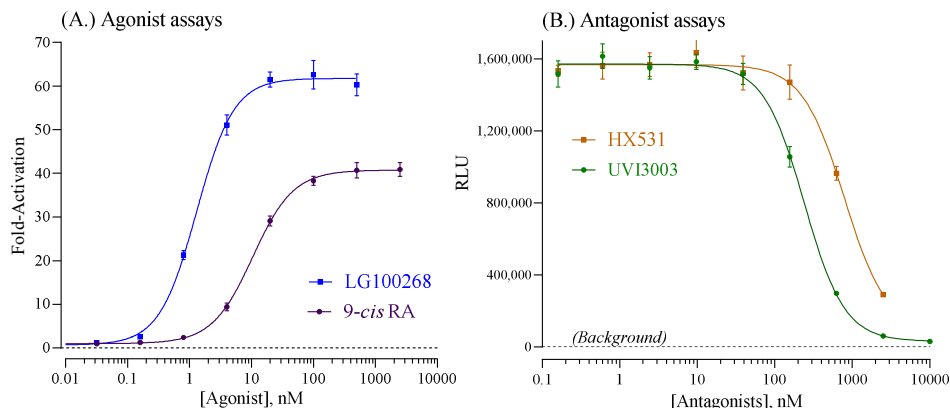 (A.) Agonist assays
70
60
50
40
30
20
10
0
Fold-Activation
LG100268
9-cis RA
0.01 0.1 1 10 100 1000 10000
[Agonist], nM
(B.) Antagonist assays
1,600,000
1,200,000
800,000
400,000
0
RLU
HX531
UVI3003
(Background)
0.1 1 10 100 1000 10000
[Antagonists], nM